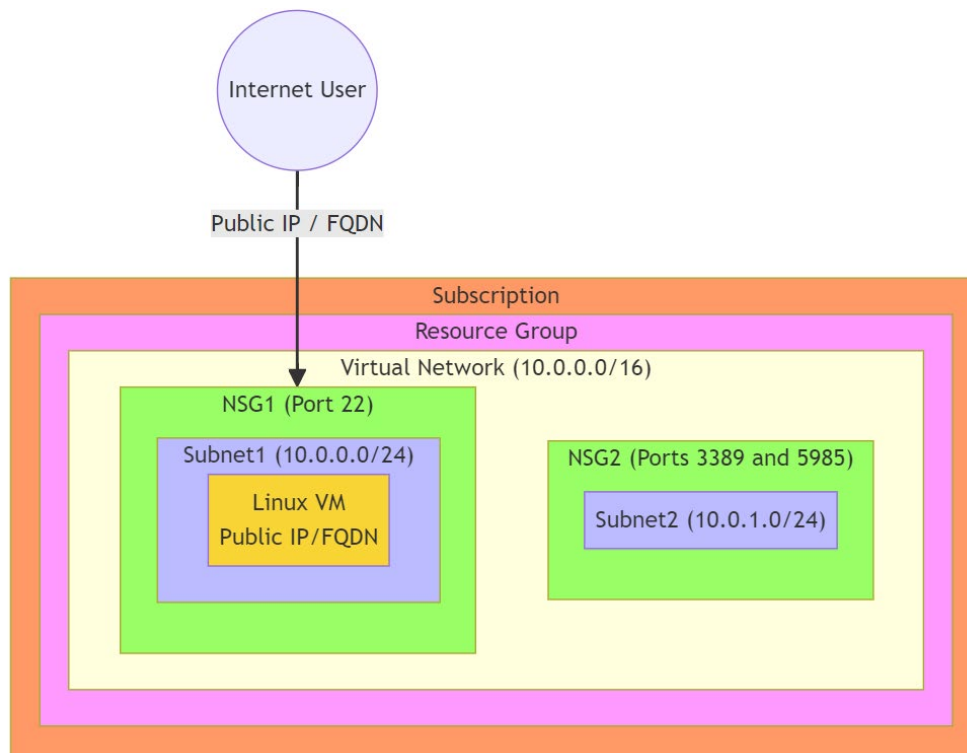 Internet User
Public IP / FQDN
Subscription
Resource Group
Virtual Network (10.0.0.0/16)
NSG1 (Port 22)
Subnet1 (10.0.0.0/24)
Linux VM
Public IP/FQDN
NSG2 (Ports 3389 and 5985)
Subnet2 (10.0.1.0/24)